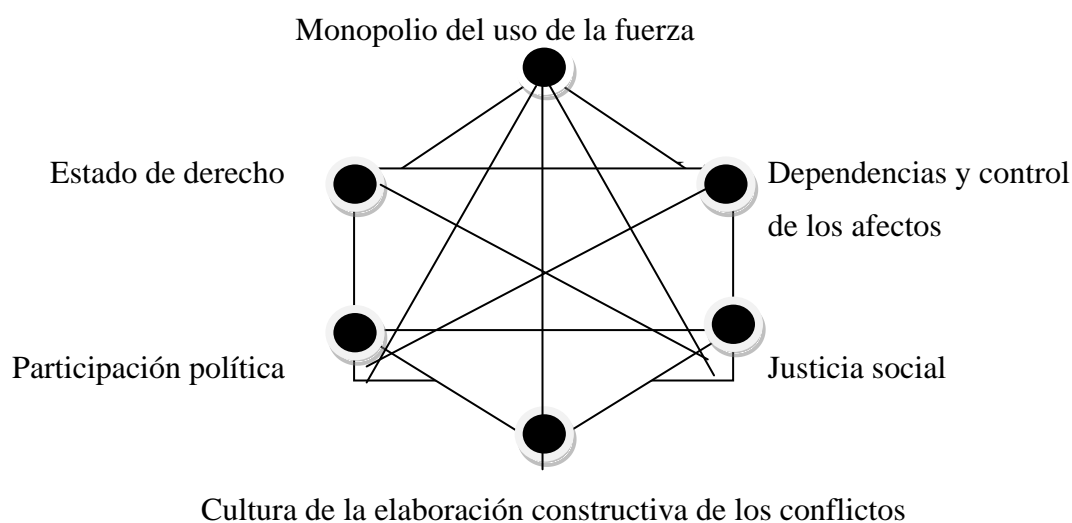 Monopolio del uso de la fuerza
Estado de derecho
Dependencias y control
de los afectos
Participación política
Justicia social
Cultura de la elaboración constructiva de los conflictos